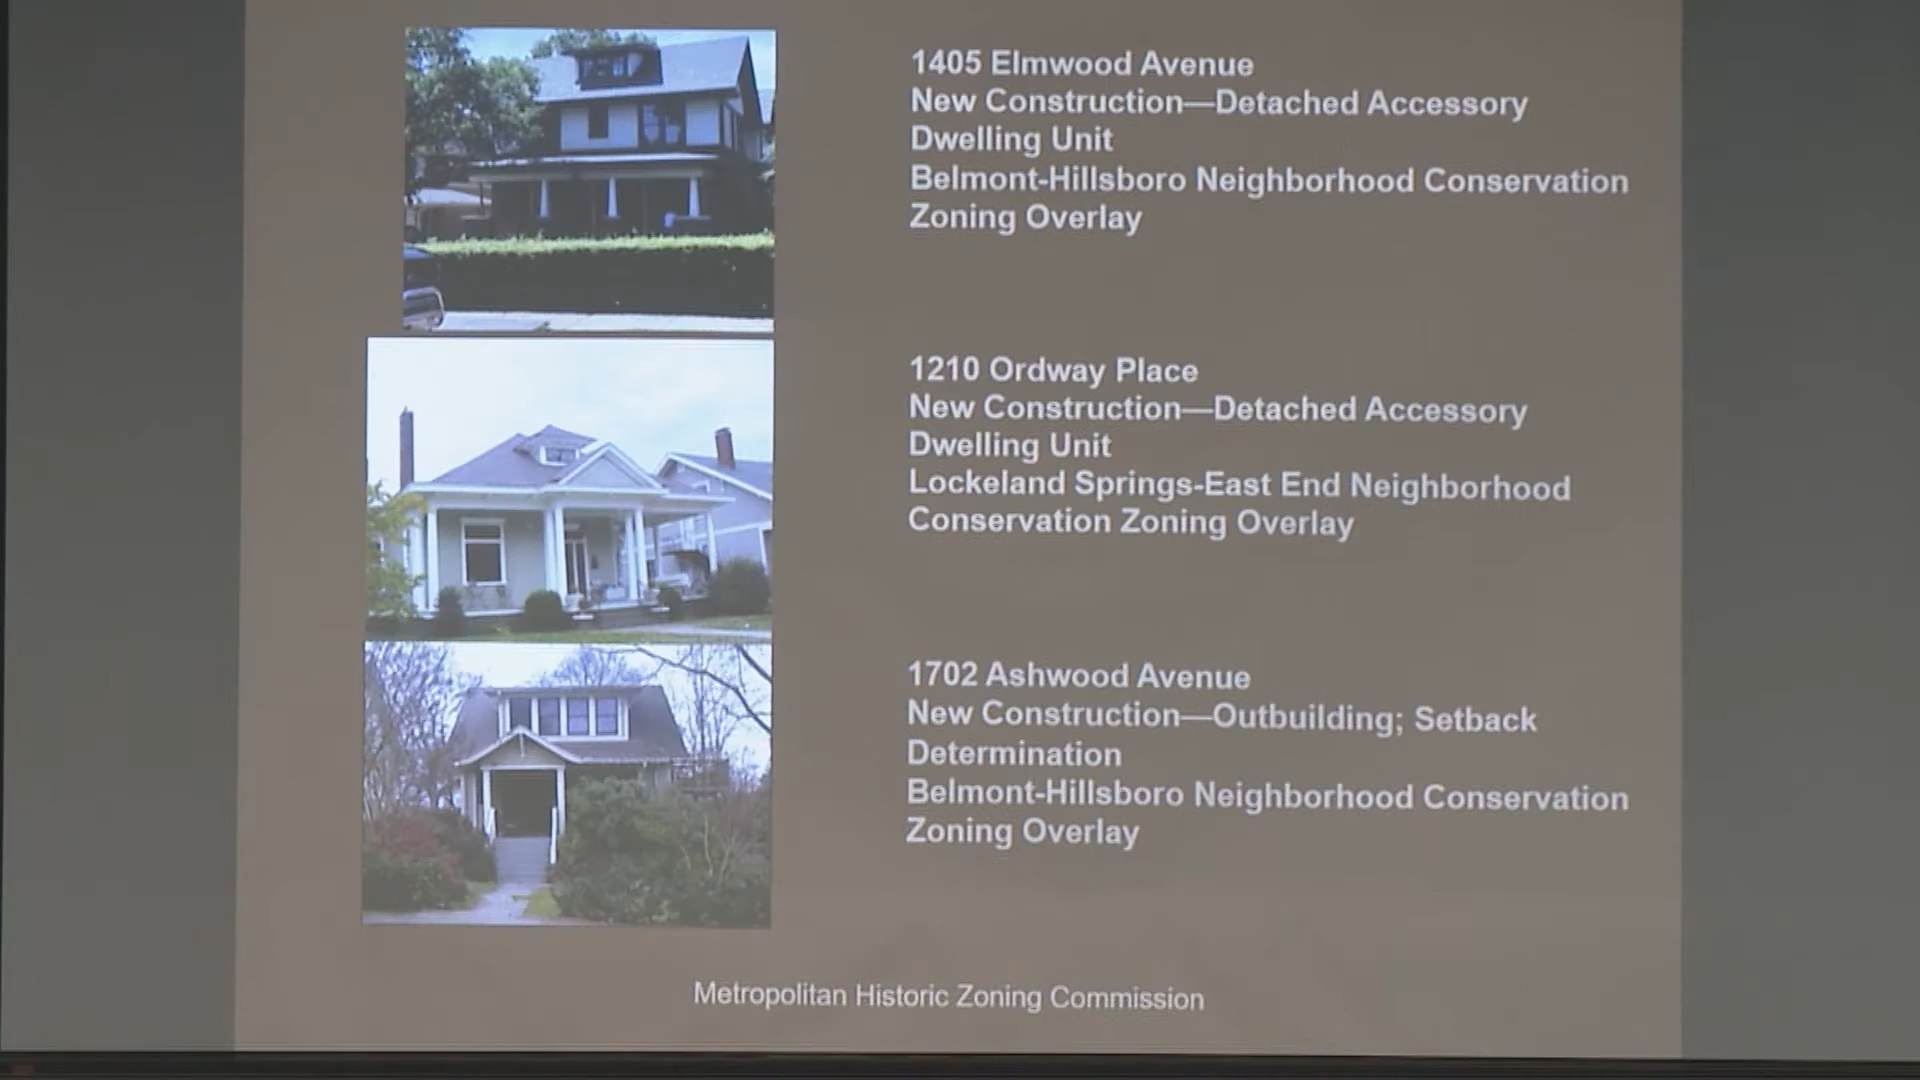 1405 Elmwood Avenue
New Construction—Detached Accessory
Dwelling Unit
Belmont-Hillsboro Neighborhood Conservation
Zoning Overlay
1210 Ordway Place
New Construction—Detached Accessory
Dwelling Unit
Lockeland Springs-East End Neighborhood
Conservation Zoning Overlay
1702 Ashwood Avenue
New Construction—Outbuilding; Setback
Determination
Belmont-Hillsboro Neighborhood Conservation
Zoning Overlay
Metropolitan Historic Zoning Commission